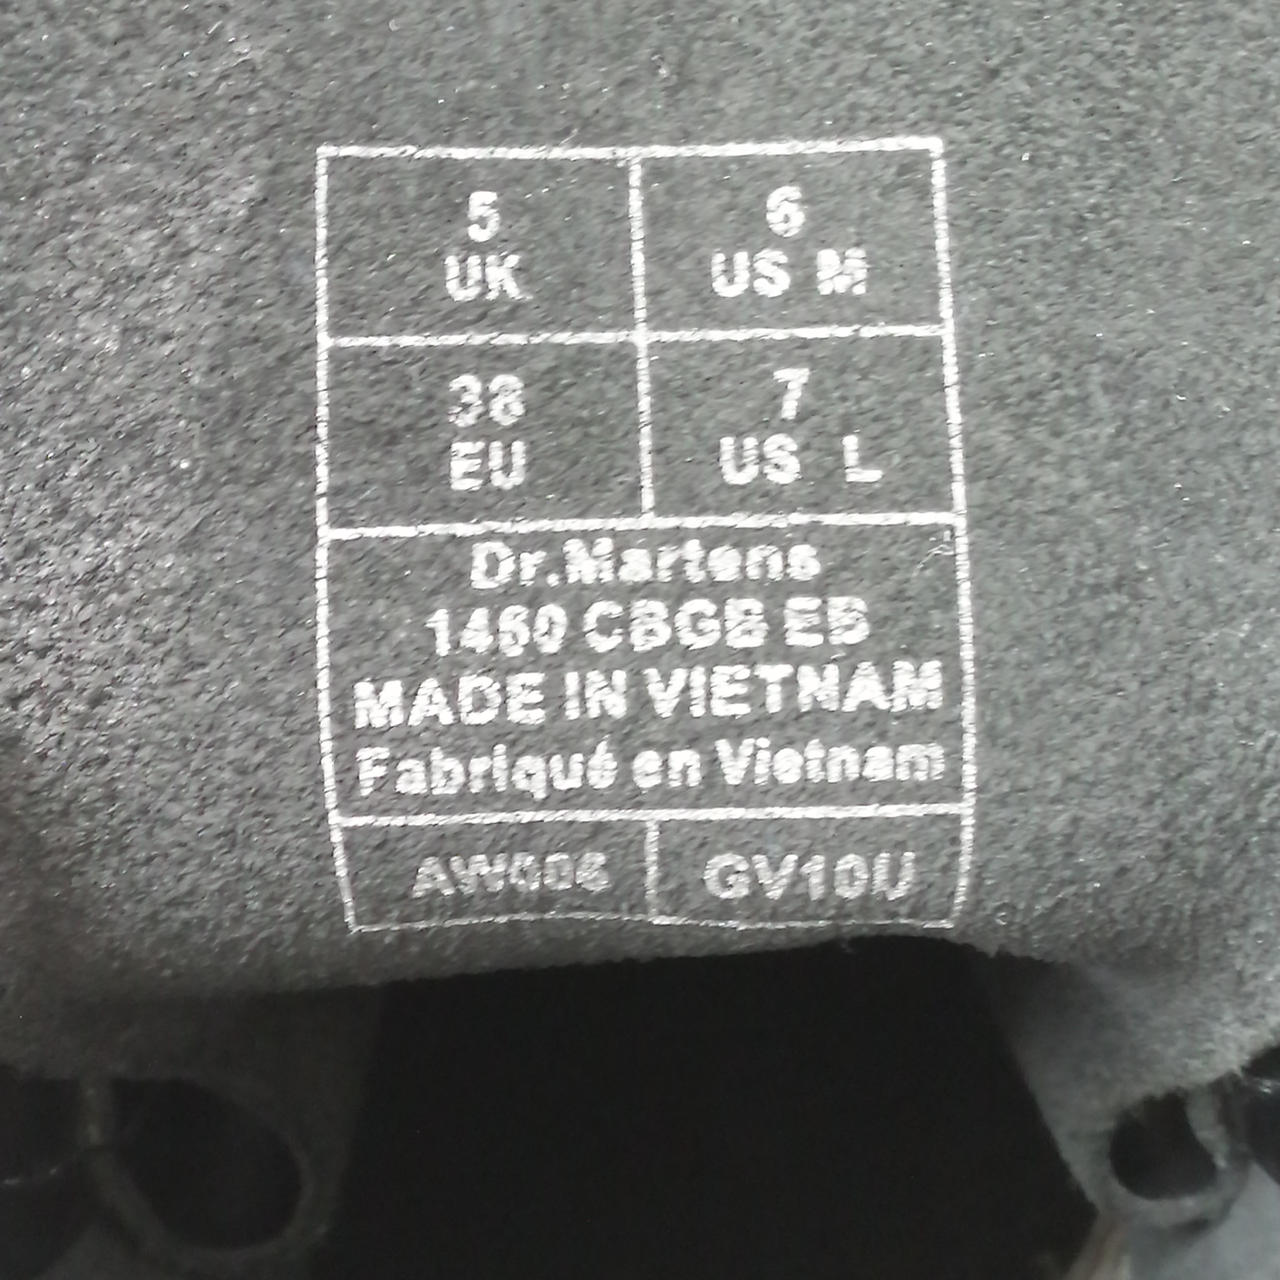 5
UK
6
US M
38
EU
7
US L
Dr.Martens
1460 CBGB EB
MADE IN VIETNAM
Fabriqué en Vietnam
AW006
GV10U